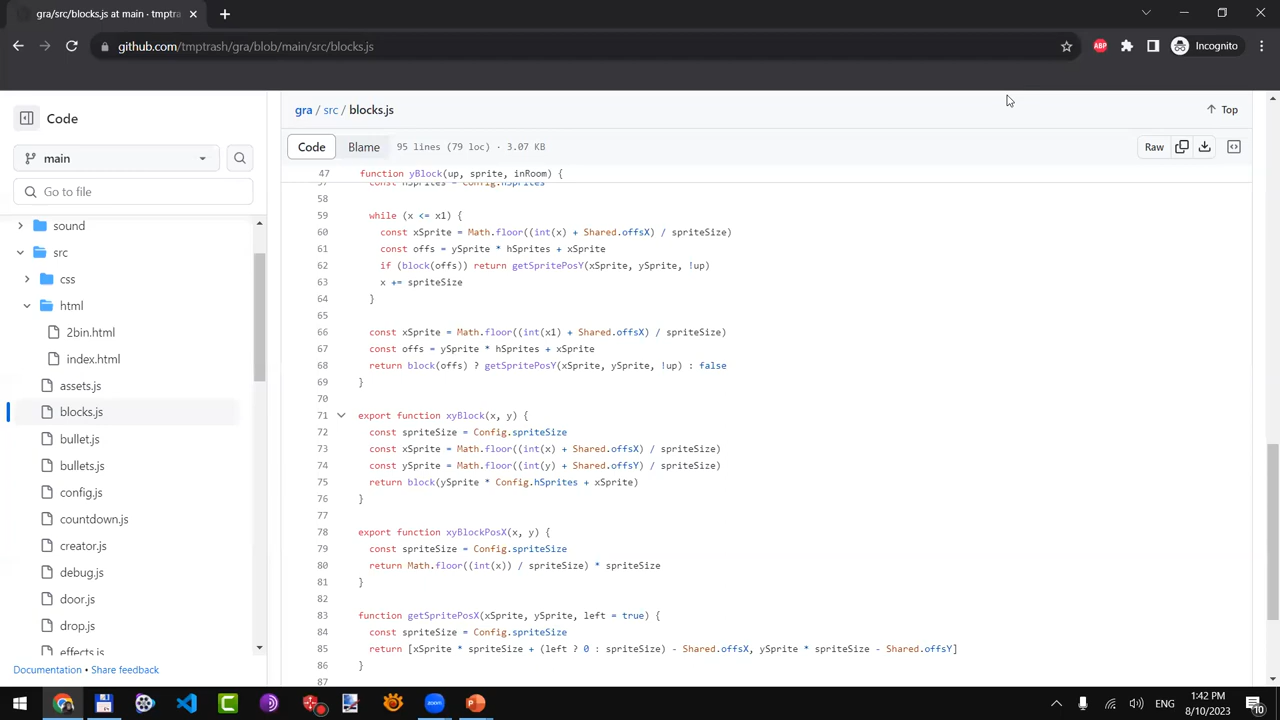 gra/src/blocks.js at main · tmptra
github.com/tmptrash/gra/blob/main/src/blocks.js
ABP
Incognito
Code
main
Go to file
sound
src
css
html
2bin.html
index.html
assets.js
blocks.js
bullet.js
bullets.js
config.js
countdown.js
creator.js
debug.js
door.js
drop.js
effects.js
Documentation • Share feedback
gra / src / blocks.js
Top
Code
Blame
95 lines (79 loc) · 3.07 KB
Raw
47 function yBlock(up, sprite, inRoom) {
57 const hSprites = Config.hSprites
58
59 while (x <= x1) {
60 const xSprite = Math.floor((int(x) + Shared.offsX) / spriteSize)
61 const offs = ySprite * hSprites + xSprite
62 if (block(offs)) return getSpritePosY(xSprite, ySprite, !up)
63 x += spriteSize
64 }
65
66 const xSprite = Math.floor((int(x1) + Shared.offsX) / spriteSize)
67 const offs = ySprite * hSprites + xSprite
68 return block(offs) ? getSpritePosY(xSprite, ySprite, !up) : false
69 }
70
71 export function xyBlock(x, y) {
72 const spriteSize = Config.spriteSize
73 const xSprite = Math.floor((int(x) + Shared.offsX) / spriteSize)
74 const ySprite = Math.floor((int(y) + Shared.offsY) / spriteSize)
75 return block(ySprite * Config.hSprites + xSprite)
76 }
77
78 export function xyBlockPosX(x, y) {
79 const spriteSize = Config.spriteSize
80 return Math.floor((int(x)) / spriteSize) * spriteSize
81 }
82
83 function getSpritePosX(xSprite, ySprite, left = true) {
84 const spriteSize = Config.spriteSize
85 return [xSprite * spriteSize + (left ? 0 : spriteSize) - Shared.offsX, ySprite * spriteSize - Shared.offsY]
86 }
87
zoom
ENG
1:42 PM
8/10/2023
10